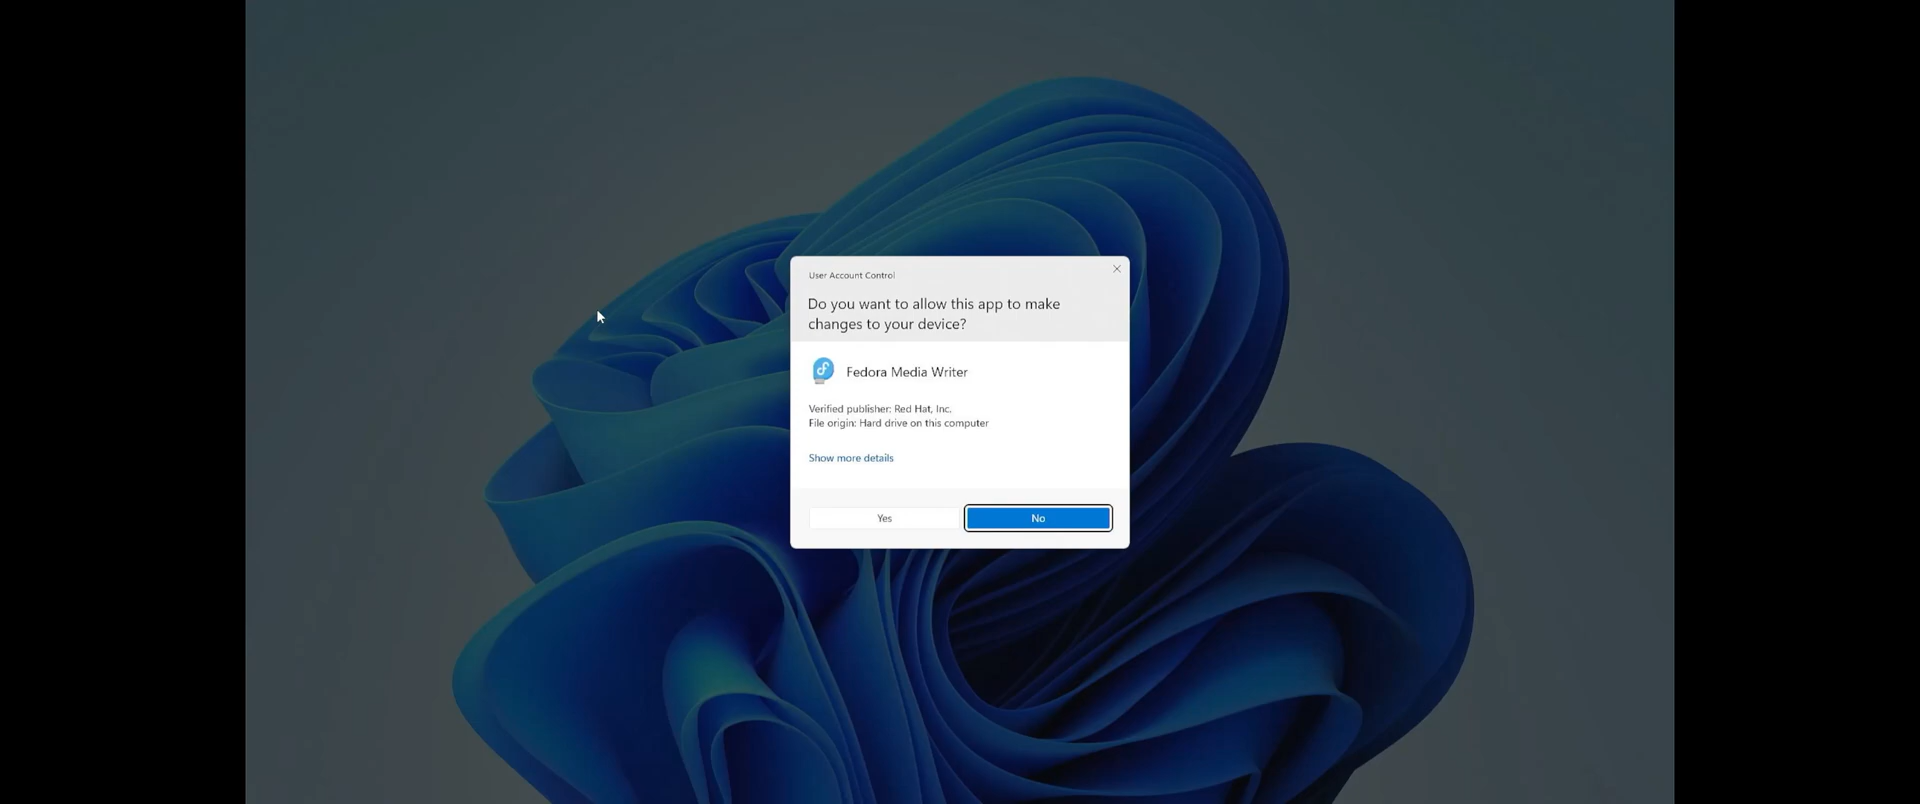 User Account Control
Do you want to allow this app to make
changes to your device?
Fedora Media Writer
Verified publisher: Red Hat, Inc.
File origin: Hard drive on this computer
Show more details
Yes
No